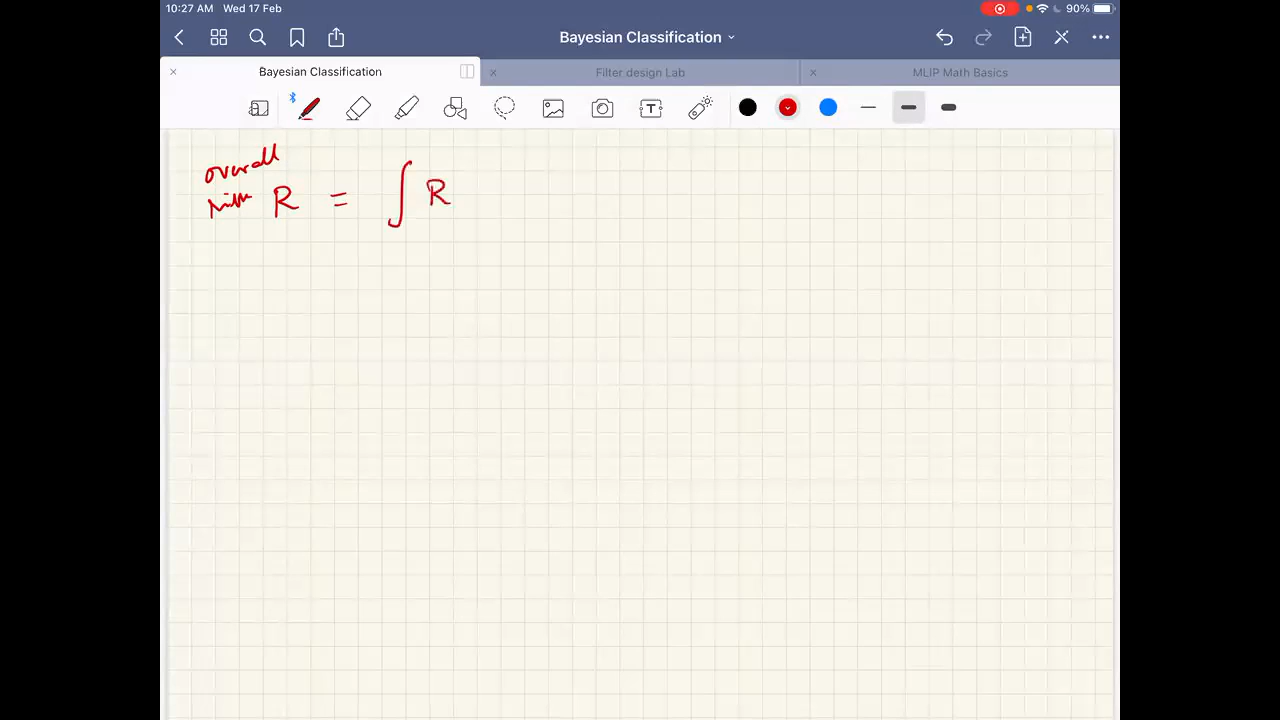 10:27 AM Wed 17 Feb 90%
Bayesian Classification
Bayesian Classification Filter design Lab MLIP Math Basics
T
overall
R = ∫ R